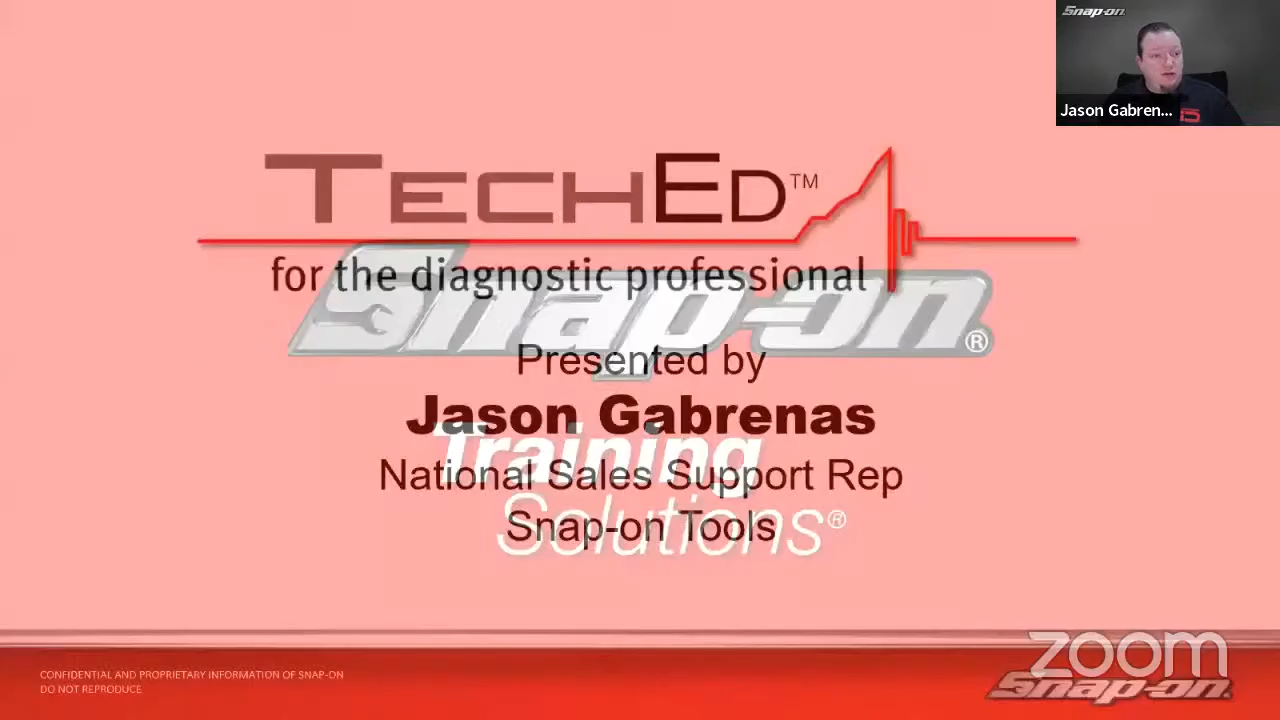 Snap-on
Jason Gabren...
TECHED™
for the diagnostic professional
Snap-on®
Presented by
Jason Gabrenas
Training
National Sales Support Rep
Solutions®
Snap-on Tools
CONFIDENTIAL AND PROPRIETARY INFORMATION OF SNAP-ON
DO NOT REPRODUCE
zoom
Snap-on